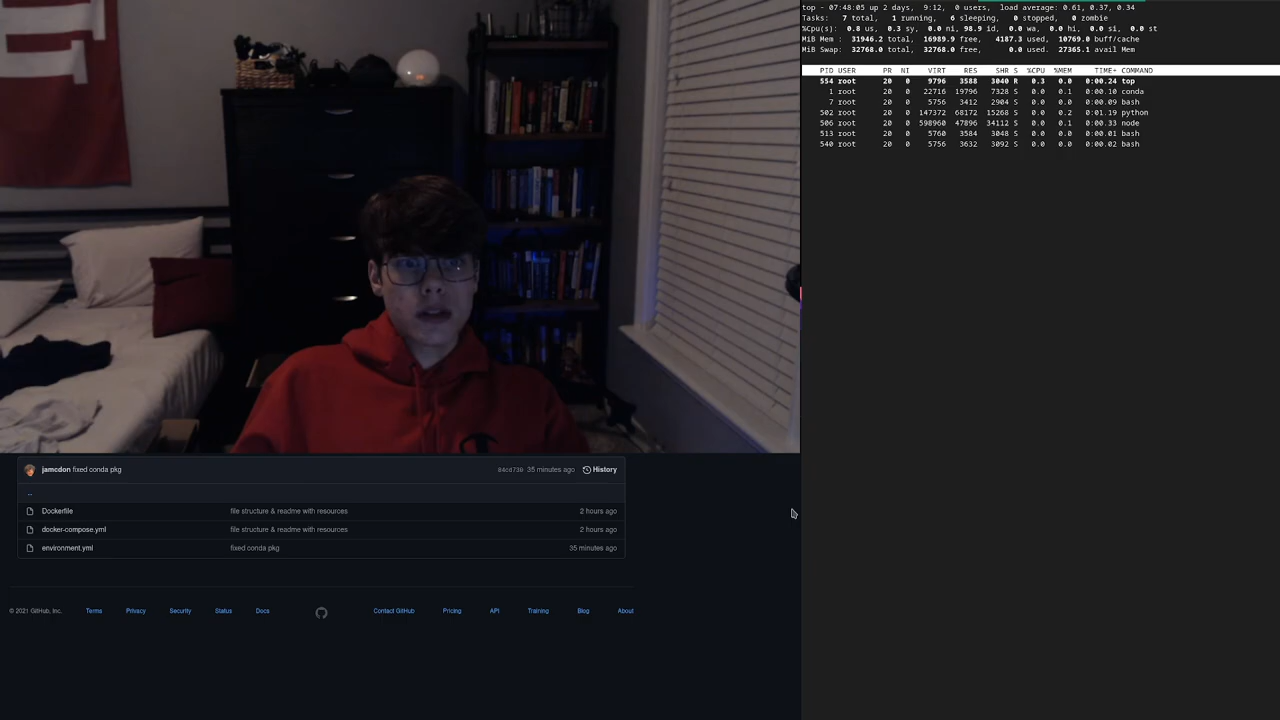 top - 07:48:05 up 2 days,  9:12,  0 users,  load average: 0.61, 0.37, 0.34
Tasks:   7 total,   1 running,   6 sleeping,   0 stopped,   0 zombie
%Cpu(s):  0.8 us,  0.3 sy,  0.0 ni, 98.9 id,  0.0 wa,  0.0 hi,  0.0 si,  0.0 st
MiB Mem :  31946.2 total,  16989.9 free,   4187.3 used,  10769.0 buff/cache
MiB Swap:  32768.0 total,  32768.0 free,      0.0 used.  27365.1 avail Mem
PID USER PR NI VIRT RES SHR S %CPU %MEM TIME+ COMMAND
554 root 20 0 9796 3588 3040 R 0.3 0.0 0:00.24 top
1 root 20 0 22716 19796 7328 S 0.0 0.1 0:00.10 conda
7 root 20 0 5756 3412 2904 S 0.0 0.0 0:00.09 bash
502 root 20 0 147372 68172 15268 S 0.0 0.2 0:01.19 python
506 root 20 0 598960 47896 34112 S 0.0 0.1 0:00.33 node
513 root 20 0 5760 3584 3048 S 0.0 0.0 0:00.01 bash
540 root 20 0 5756 3632 3092 S 0.0 0.0 0:00.02 bash
jamcdon fixed conda pkg 35 minutes ago History
..
Dockerfile file structure & readme with resources 2 hours ago
docker-compose.yml file structure & readme with resources 2 hours ago
environment.yml fixed conda pkg 35 minutes ago
© 2021 GitHub, Inc. Terms Privacy Security Status Docs Contact GitHub Pricing API Training Blog About